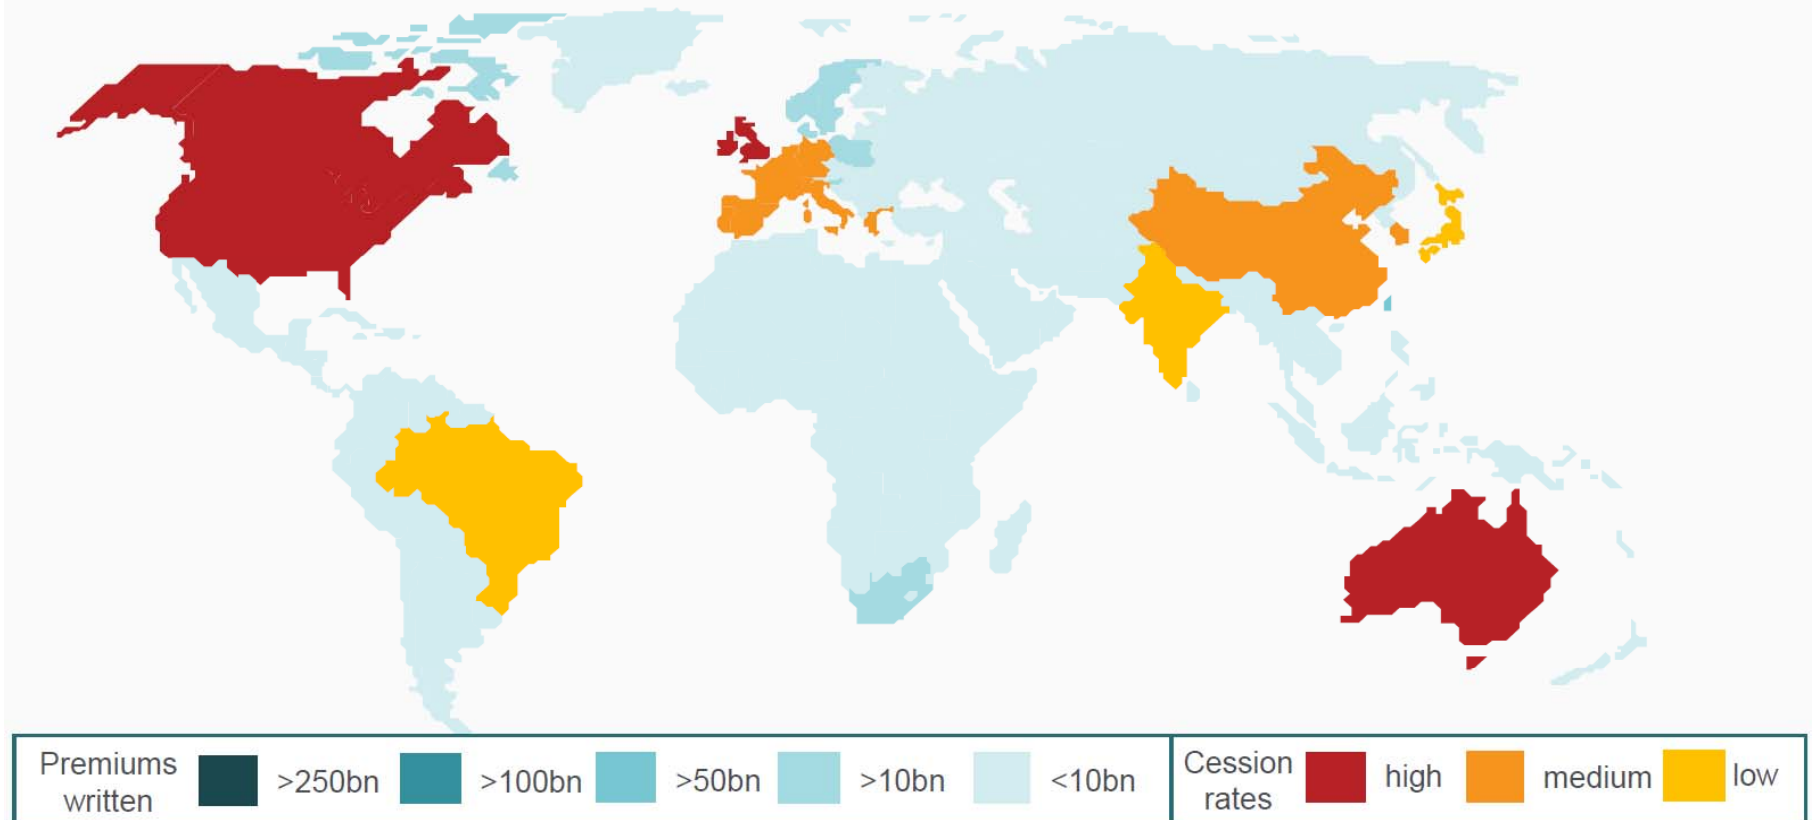 Premiums
written
>250bn
>100bn
>50bn
>10bn
<10bn
Cession
rates
high
medium
low